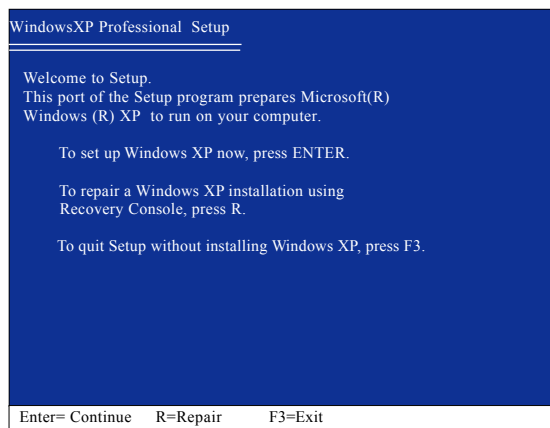 WindowsXP Professional Setup
Welcome to Setup.
This port of the Setup program prepares Microsoft(R)
Windows (R) XP to run on your computer.
To set up Windows XP now, press ENTER.
To repair a Windows XP installation using
Recovery Console, press R.
To quit Setup without installing Windows XP, press F3.
Enter= Continue R=Repair F3=Exit